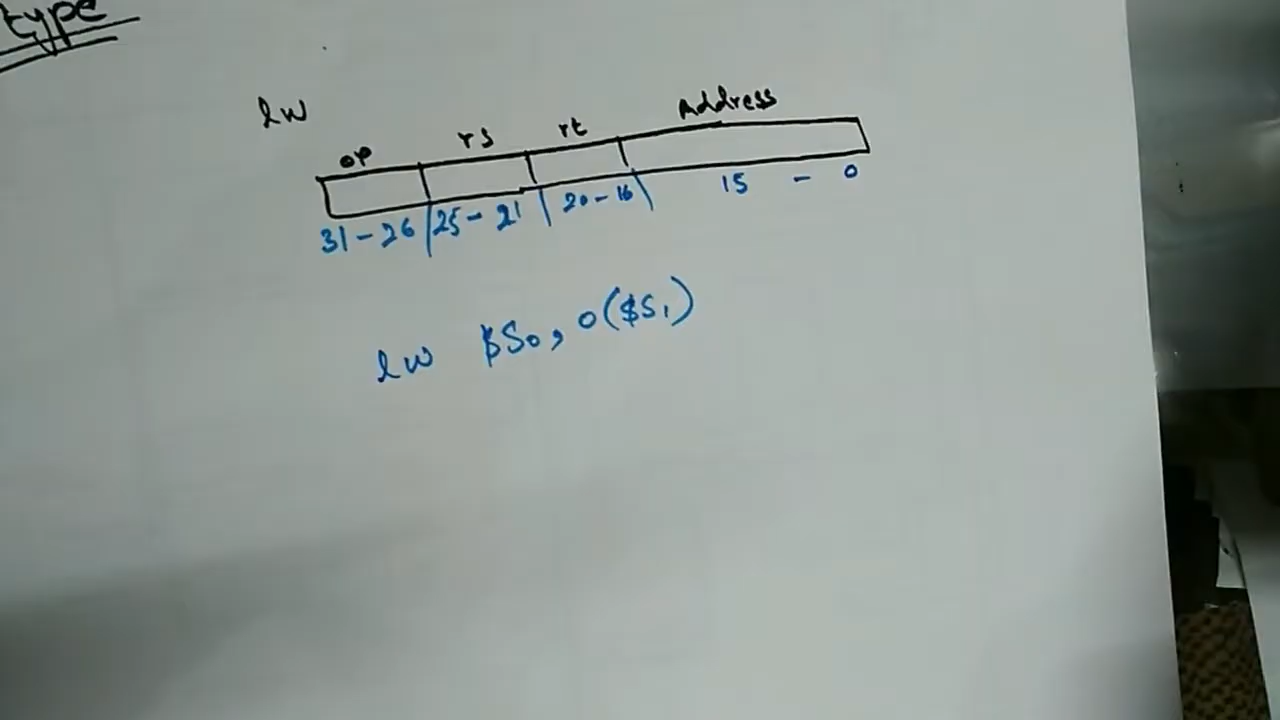 type
lw
op rs rt Address
31-26 | 25-21 | 20-16 | 15 - 0
lw $S0, 0($S1)